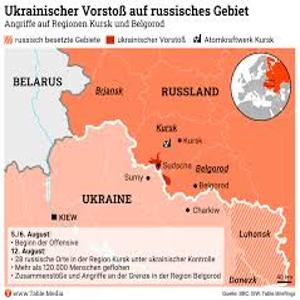 Ukrainischer Vorstoß auf russisches Gebiet
Angriffe auf Regionen Kursk und Belgorod
russisch besetzte Gebiete
ukrainischer Vorstoß
Atomkraftwerk Kursk
BELARUS
Brjansk
RUSSLAND
Kursk
Kursk
Sudscha
Sumy
Belgorod
Belgorod
UKRAINE
KIEW
Charkiw
Luhansk
Donezk
40 km
5./6. August:
• Beginn der Offensive
12. August:
• 28 russische Orte in der Region Kursk unter ukrainischer Kontrolle
• Mehr als 120.000 Menschen geflohen
• Zusammenstöße und Angriffe an der Grenze in der Region Belgorod
© Table.Media
Quelle: BBC, ISW, Table.Briefings